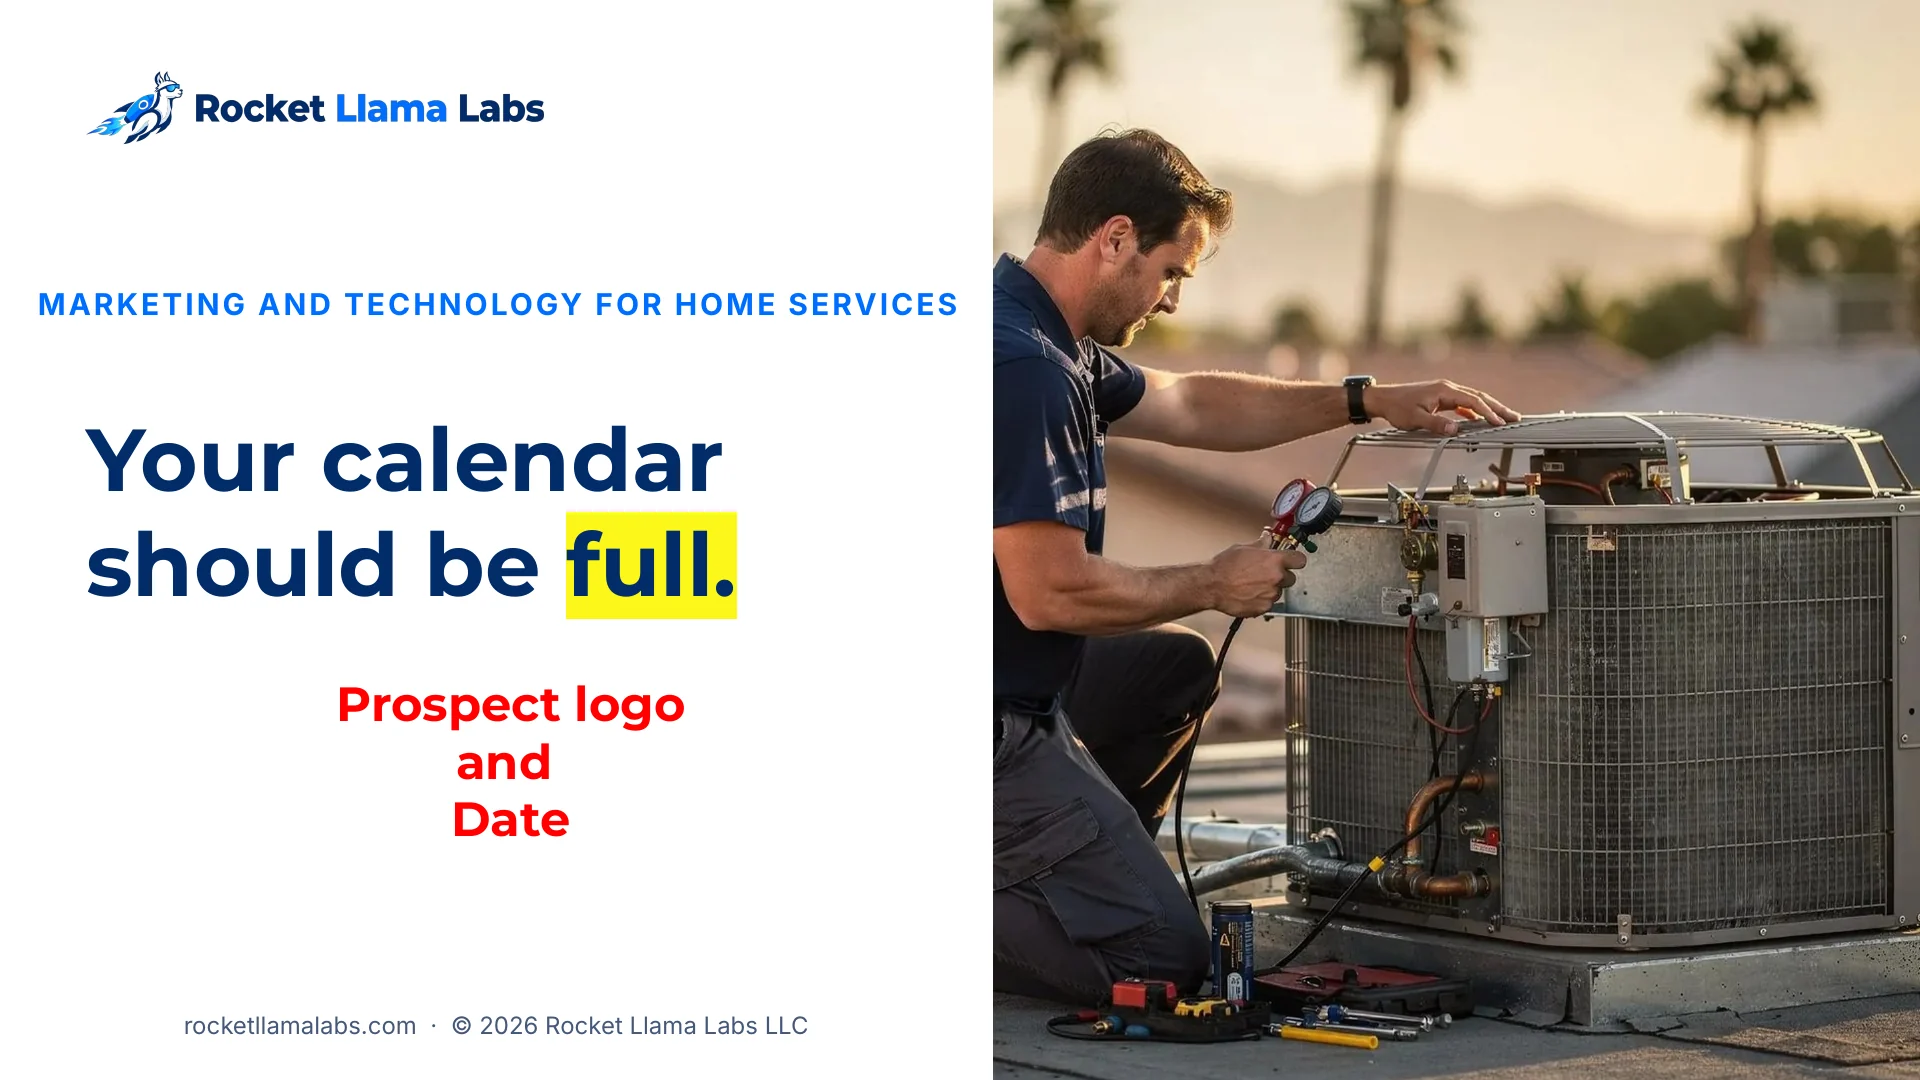 Rocket Llama Labs
MARKETING AND TECHNOLOGY FOR HOME SERVICES
Your calendar
should be full.
Prospect logo
and
Date
rocketllamalabs.com · © 2026 Rocket Llama Labs LLC